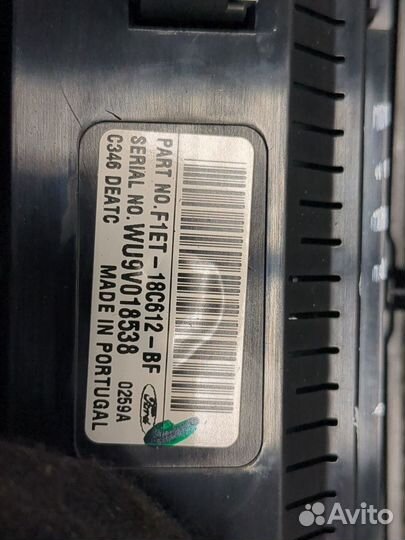 PART NO. F1ET-18C612-BF
SERIAL NO. WU9V018538
C346 DEATC
MADE IN PORTUGAL
0259A
Ford
Avito